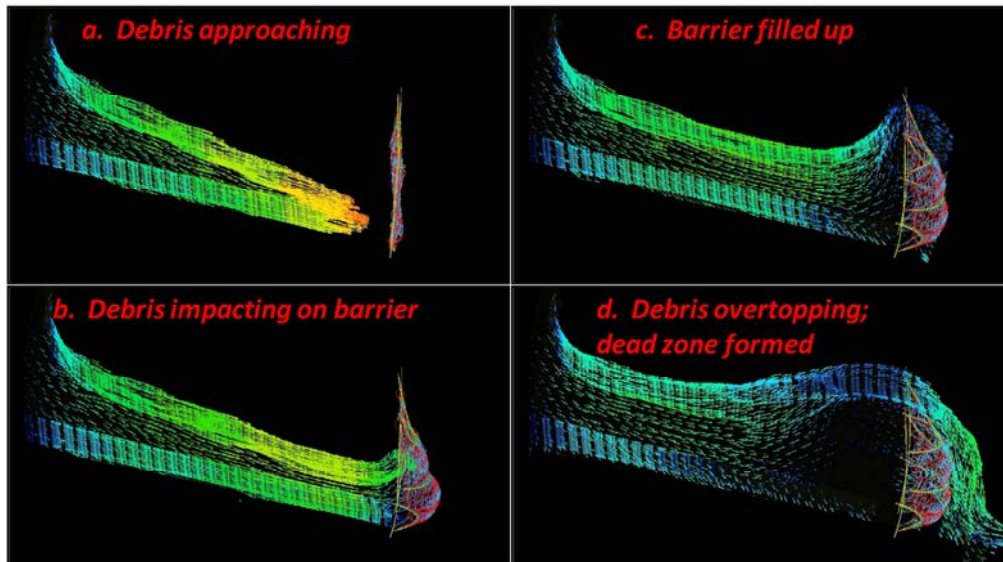 a. Debris approaching
c. Barrier filled up
b. Debris impacting on barrier
d. Debris overtopping;
dead zone formed